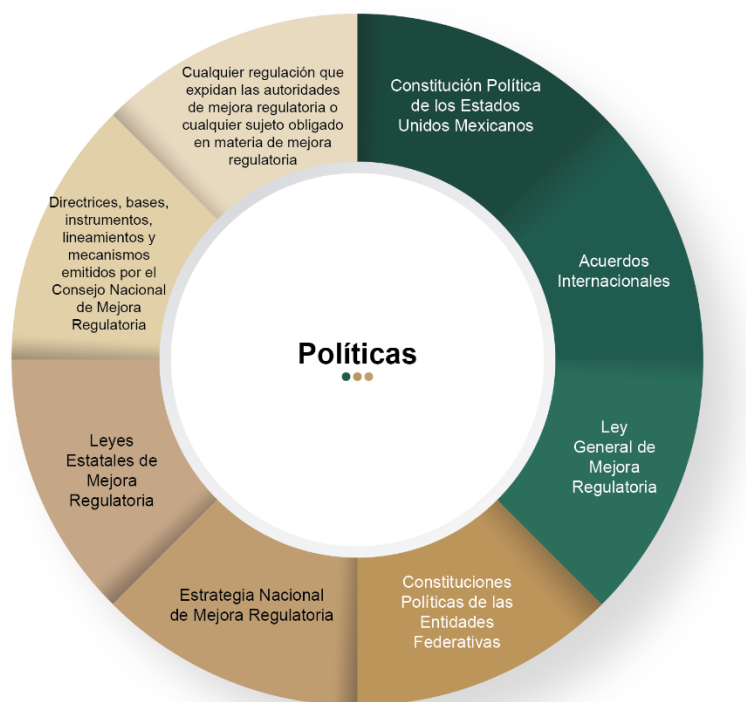 Cualquier regulación que
expidan las autoridades
de mejora regulatoria o
cualquier sujeto obligado
en materia de mejora
regulatoria
Constitución Política
de los Estados
Unidos Mexicanos
Directrices, bases,
instrumentos,
lineamientos y
mecanismos
emitidos por el
Consejo Nacional
de Mejora
Regulatoria
Acuerdos
Internacionales
Políticas
Leyes
Estatales de
Mejora
Regulatoria
Ley
General de
Mejora
Regulatoria
Estrategia Nacional
de Mejora Regulatoria
Constituciones
Políticas de las
Entidades
Federativas